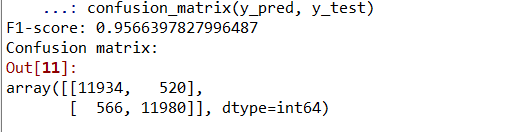 ...: confusion_matrix(y_pred, y_test)
F1-score: 0.9566397827996487
Confusion matrix:
Out[11]:
array([[11934,   520],
       [  566, 11980]], dtype=int64)